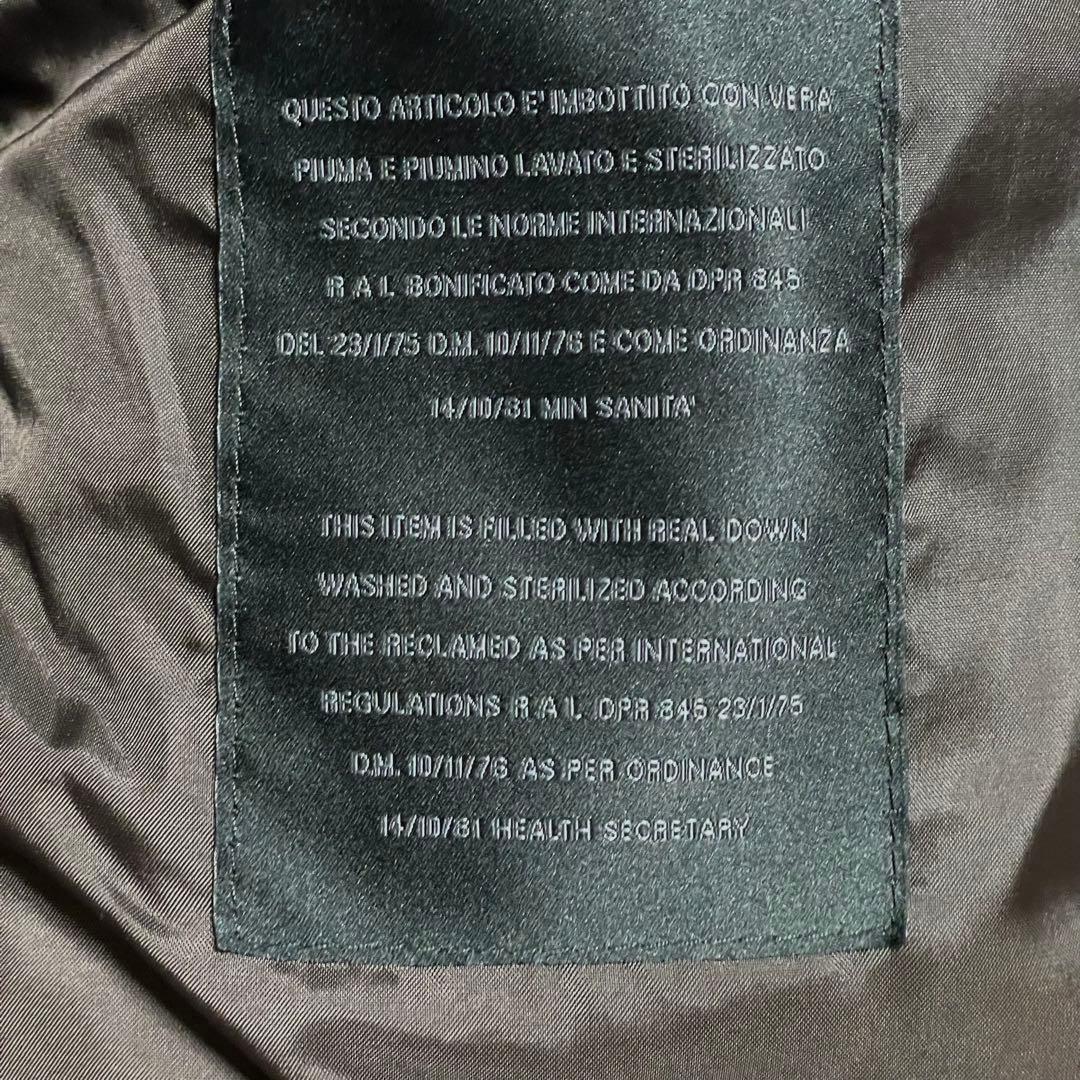 QUESTO ARTICOLO E' IMBOTTITO CON VERA
PIUMA E PIUMINO LAVATO E STERILIZZATO
SECONDO LE NORME INTERNAZIONALI
R A L BONIFICATO COME DA DPR 845
DEL 23/1/75 D.M. 10/11/76 E COME ORDINANZA
14/10/81 MIN SANITA'
THIS ITEM IS FILLED WITH REAL DOWN
WASHED AND STERILIZED ACCORDING
TO THE RECLAMED AS PER INTERNATIONAL
REGULATIONS R A L DPR 845 23/1/75
D.M. 10/11/76 AS PER ORDINANCE
14/10/81 HEALTH SECRETARY